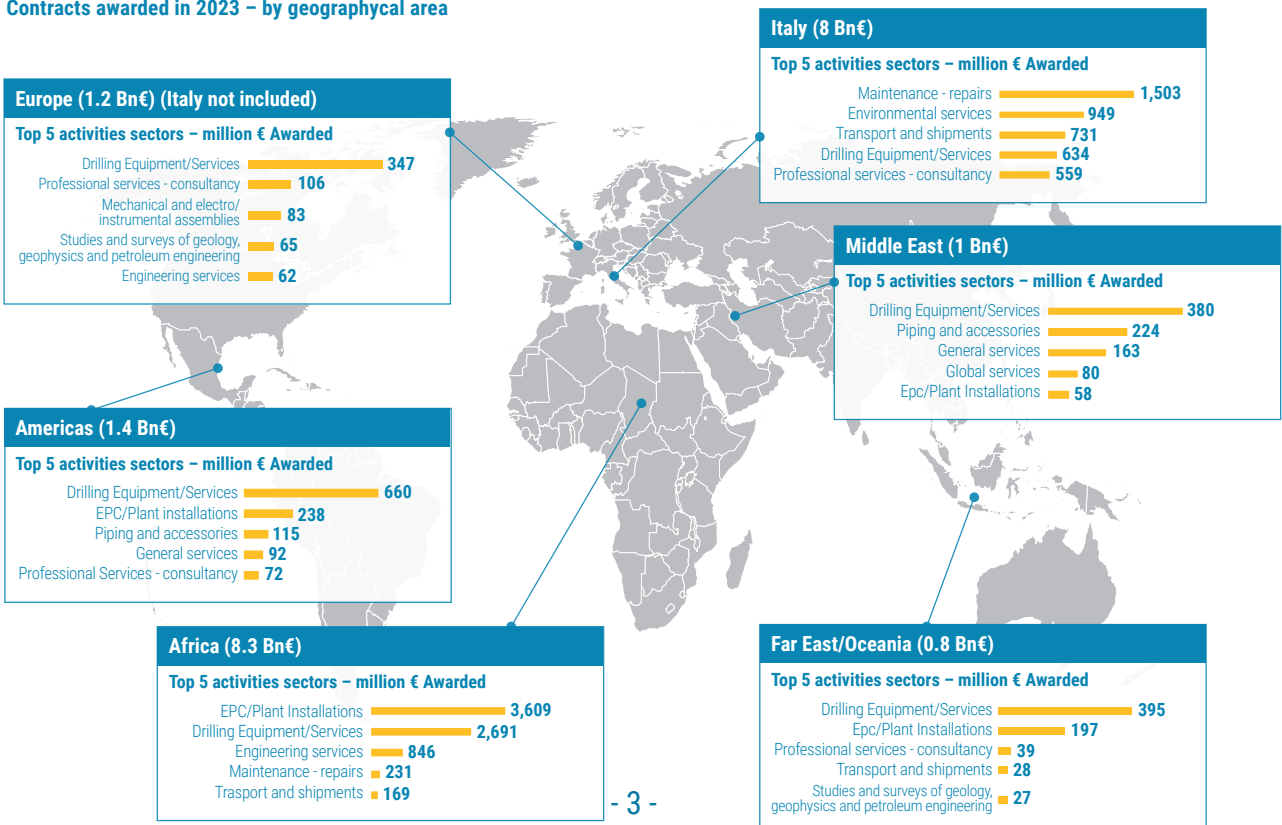 Contracts awarded in 2023 – by geographycal area
Europe (1.2 Bn€) (Italy not included)
Top 5 activities sectors – million € Awarded
Drilling Equipment/Services 347
Professional services - consultancy 106
Mechanical and electro/
instrumental assemblies 83
Studies and surveys of geology,
geophysics and petroleum engineering 65
Engineering services 62
Italy (8 Bn€)
Top 5 activities sectors – million € Awarded
Maintenance - repairs 1,503
Environmental services 949
Transport and shipments 731
Drilling Equipment/Services 634
Professional services - consultancy 559
Middle East (1 Bn€)
Top 5 activities sectors – million € Awarded
Drilling Equipment/Services 380
Piping and accessories 224
General services 163
Global services 80
Epc/Plant Installations 58
Americas (1.4 Bn€)
Top 5 activities sectors – million € Awarded
Drilling Equipment/Services 660
EPC/Plant installations 238
Piping and accessories 115
General services 92
Professional Services - consultancy 72
Africa (8.3 Bn€)
Top 5 activities sectors – million € Awarded
EPC/Plant Installations 3,609
Drilling Equipment/Services 2,691
Engineering services 846
Maintenance - repairs 231
Trasport and shipments 169
Far East/Oceania (0.8 Bn€)
Top 5 activities sectors – million € Awarded
Drilling Equipment/Services 395
Epc/Plant Installations 197
Professional services - consultancy 39
Transport and shipments 28
Studies and surveys of geology,
geophysics and petroleum engineering 27
- 3 -